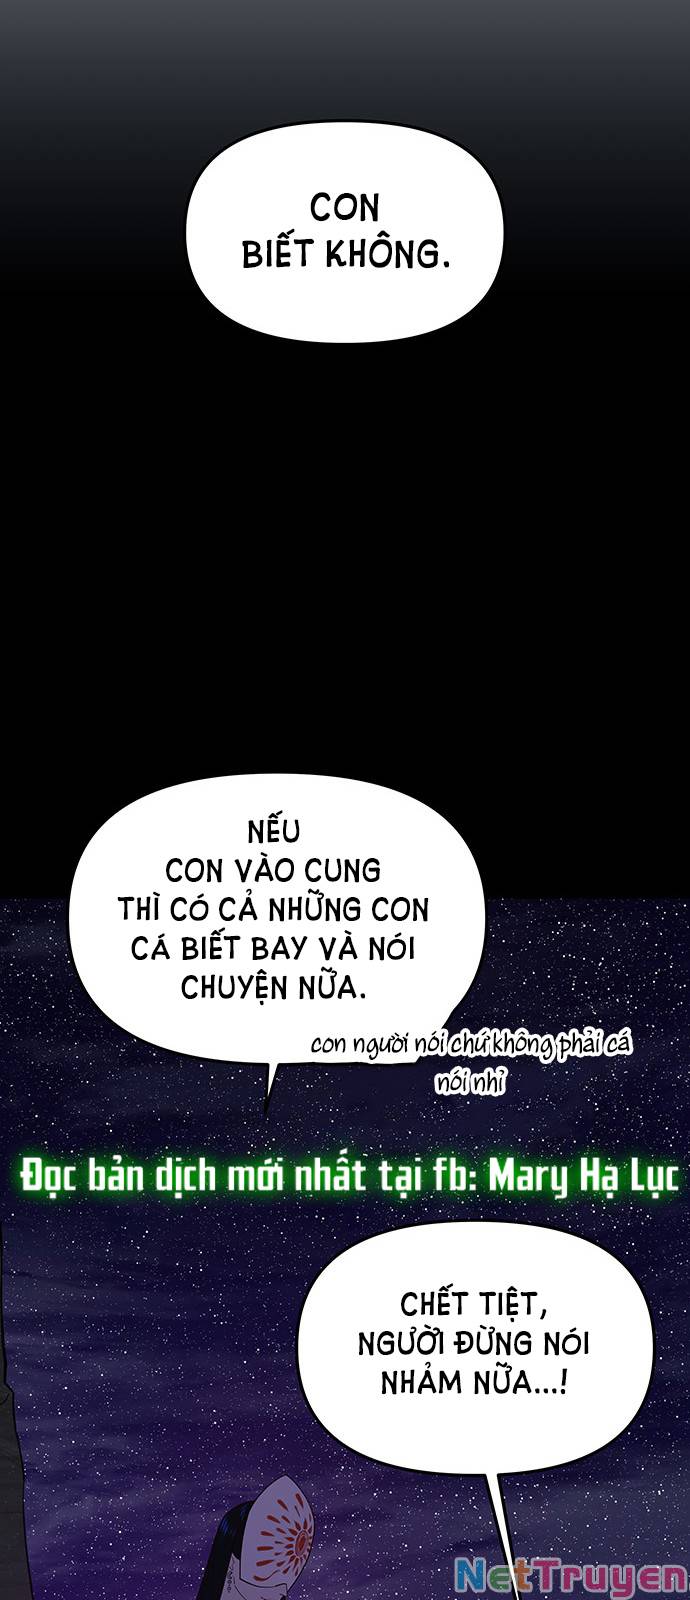 CON
BIẾT KHÔNG.
NẾU
CON VÀO CUNG
THÌ CÓ CẢ NHỮNG CON
CÁ BIẾT BAY VÀ NÓI
CHUYỆN NỮA.
con người nói chứ không phải cá
nói nhỉ
Đọc bản dịch mới nhất tại fb: Mary Hạ Lục
CHẾT TIỆT,
NGƯỜI ĐỪNG NÓI
NHẢM NỮA...!
NetTruyen